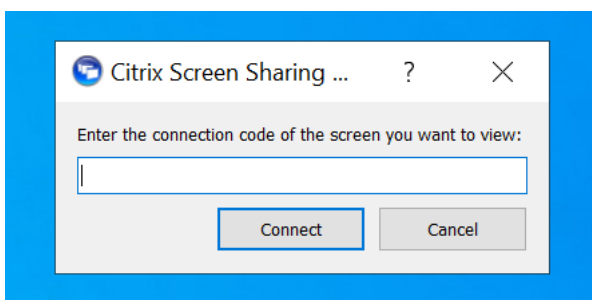 Citrix Screen Sharing ... ?
Enter the connection code of the screen you want to view:
Connect Cancel